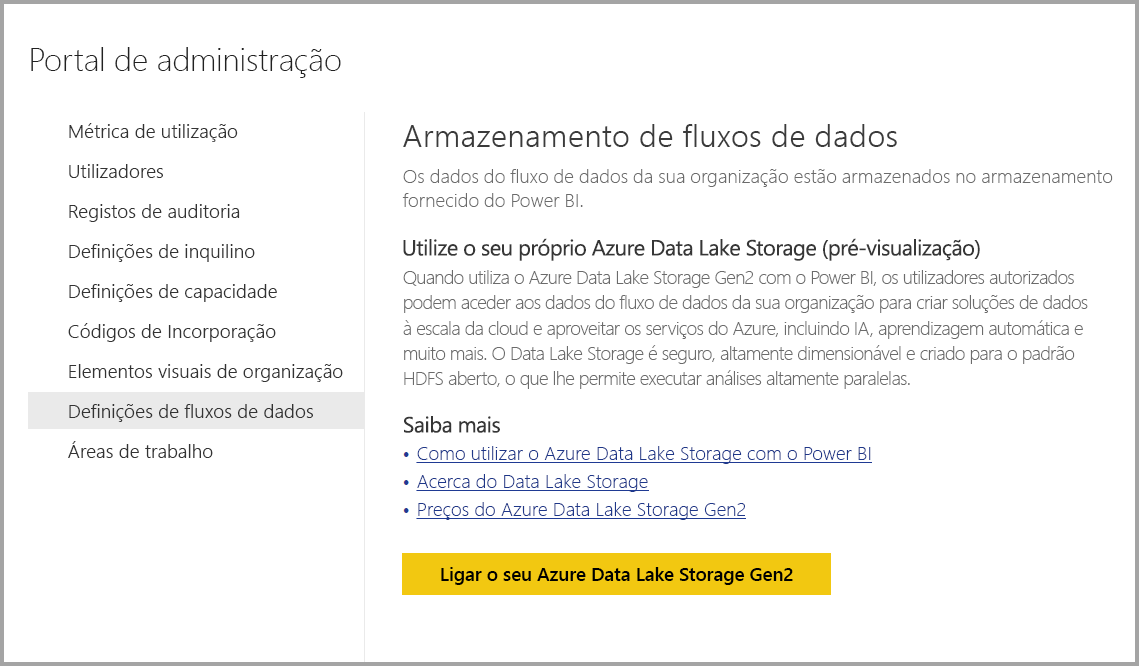 Portal de administração
Métrica de utilização
Utilizadores
Registos de auditoria
Definições de inquilino
Definições de capacidade
Códigos de Incorporação
Elementos visuais de organização
Definições de fluxos de dados
Áreas de trabalho
Armazenamento de fluxos de dados
Os dados do fluxo de dados da sua organização estão armazenados no armazenamento
fornecido do Power BI.
Utilize o seu próprio Azure Data Lake Storage (pré-visualização)
Quando utiliza o Azure Data Lake Storage Gen2 com o Power BI, os utilizadores autorizados
podem aceder aos dados do fluxo de dados da sua organização para criar soluções de dados
à escala da cloud e aproveitar os serviços do Azure, incluindo IA, aprendizagem automática e
muito mais. O Data Lake Storage é seguro, altamente dimensionável e criado para o padrão
HDFS aberto, o que lhe permite executar análises altamente paralelas.
Saiba mais
• Como utilizar o Azure Data Lake Storage com o Power BI
• Acerca do Data Lake Storage
• Preços do Azure Data Lake Storage Gen2
Ligar o seu Azure Data Lake Storage Gen2